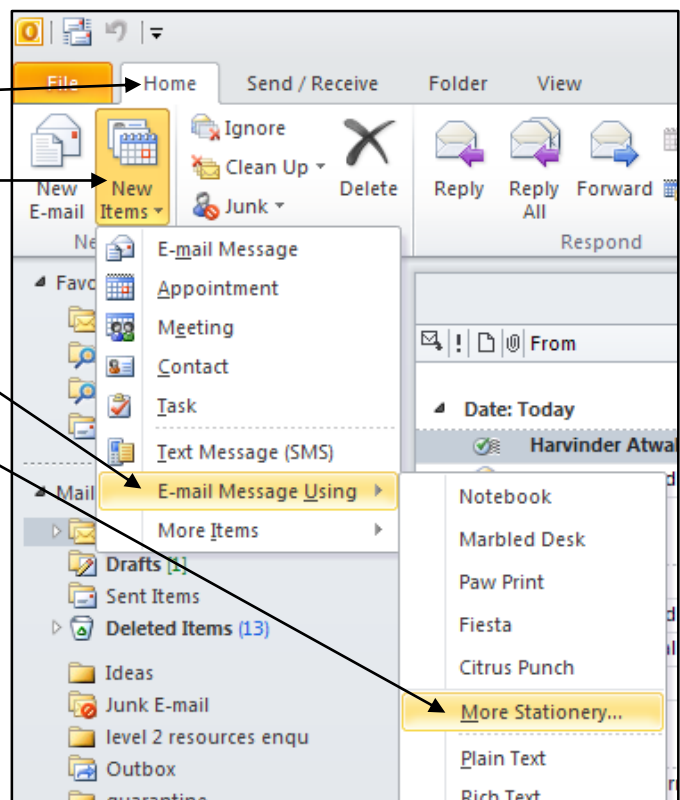 File Home Send / Receive Folder View
Ignore
Clean Up
Junk
New E-mail
New Items
Delete
Reply
Reply All
Forward
Respond
E-mail Message
Appointment
Meeting
Contact
Task
Text Message (SMS)
E-mail Message Using
More Items
Notebook
Marbled Desk
Paw Print
Fiesta
Citrus Punch
More Stationery...
Plain Text
Rich Text
Favo
Mail
Drafts [1]
Sent Items
Deleted Items (13)
Ideas
Junk E-mail
level 2 resources enqu
Outbox
quarantine
! From
Date: Today
Harvinder Atwal